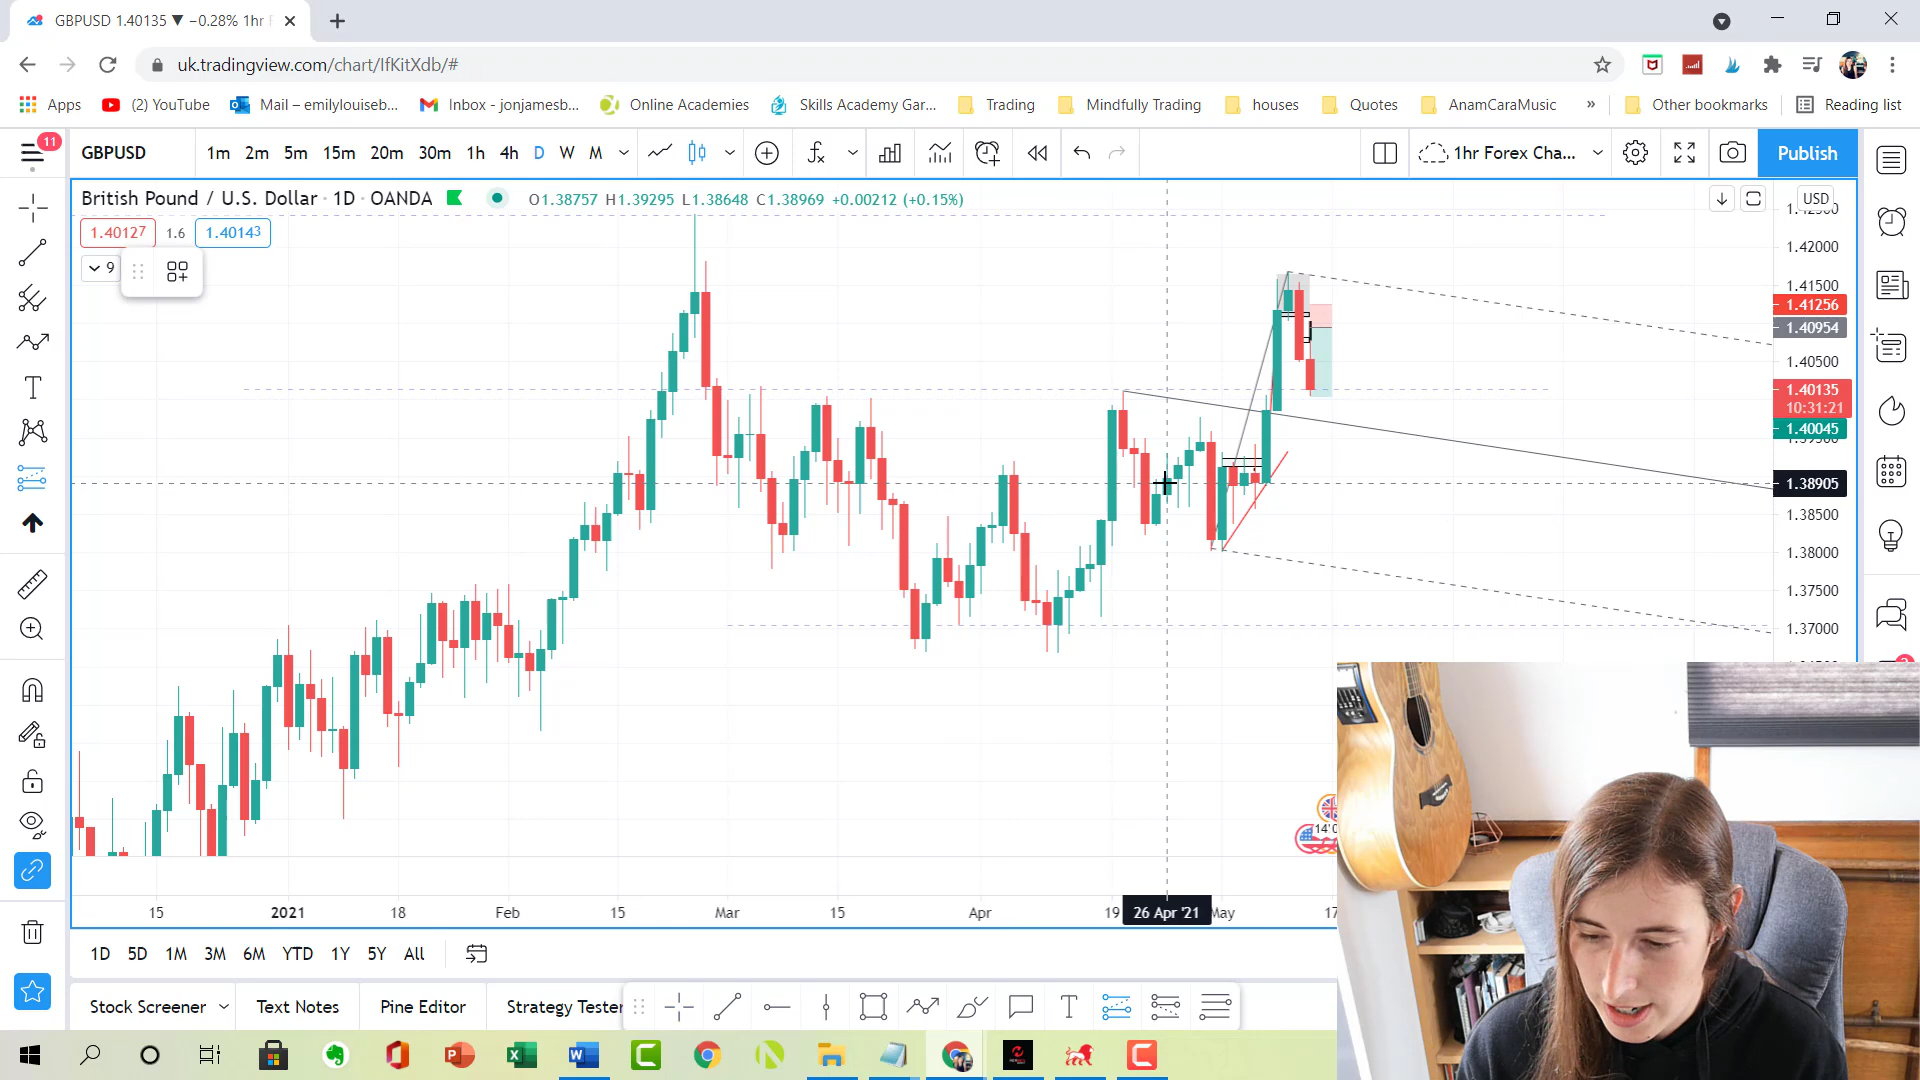 GBPUSD 1.40135 ▼ −0.28% 1hr F
uk.tradingview.com/chart/IfKitXdb/#
Apps (2) YouTube Mail – emilylouiseb... Inbox - jonjamesb... Online Academies Skills Academy Gar... Trading Mindfully Trading houses Quotes AnamCaraMusic » Other bookmarks Reading list
11
GBPUSD 1m 2m 5m 15m 20m 30m 1h 4h D W M 1hr Forex Cha... Publish
British Pound / U.S. Dollar · 1D · OANDA O1.38757 H1.39295 L1.38648 C1.38969 +0.00212 (+0.15%)
USD
1.40127 1.6 1.40143
1.42000
9
1.41500
1.41256
1.40954
1.40500
1.40135
10:31:21
1.40045
1.38905
1.38500
1.38000
1.37500
1.37000
15 2021 18 Feb 15 Mar 15 Apr 19 26 Apr '21 May 17
1D 5D 1M 3M 6M YTD 1Y 5Y All
Stock Screener Text Notes Pine Editor Strategy Tester